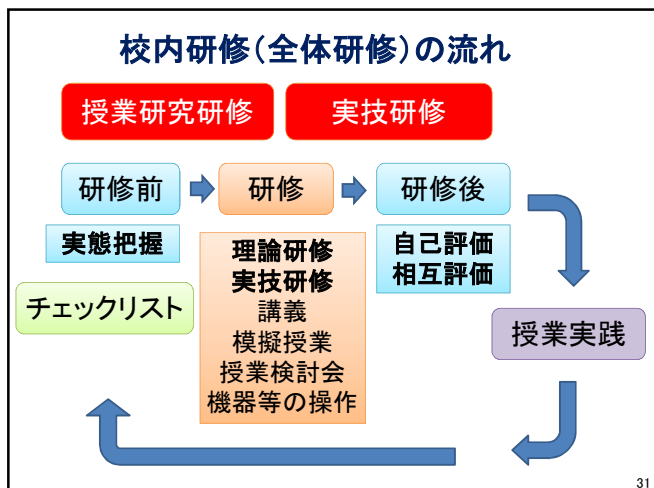 校内研修(全体研修)の流れ
授業研究研修
実技研修
研修前
研修
研修後
実態把握
チェックリスト
理論研修
実技研修
講義
模擬授業
授業検討会
機器等の操作
自己評価
相互評価
授業実践
31